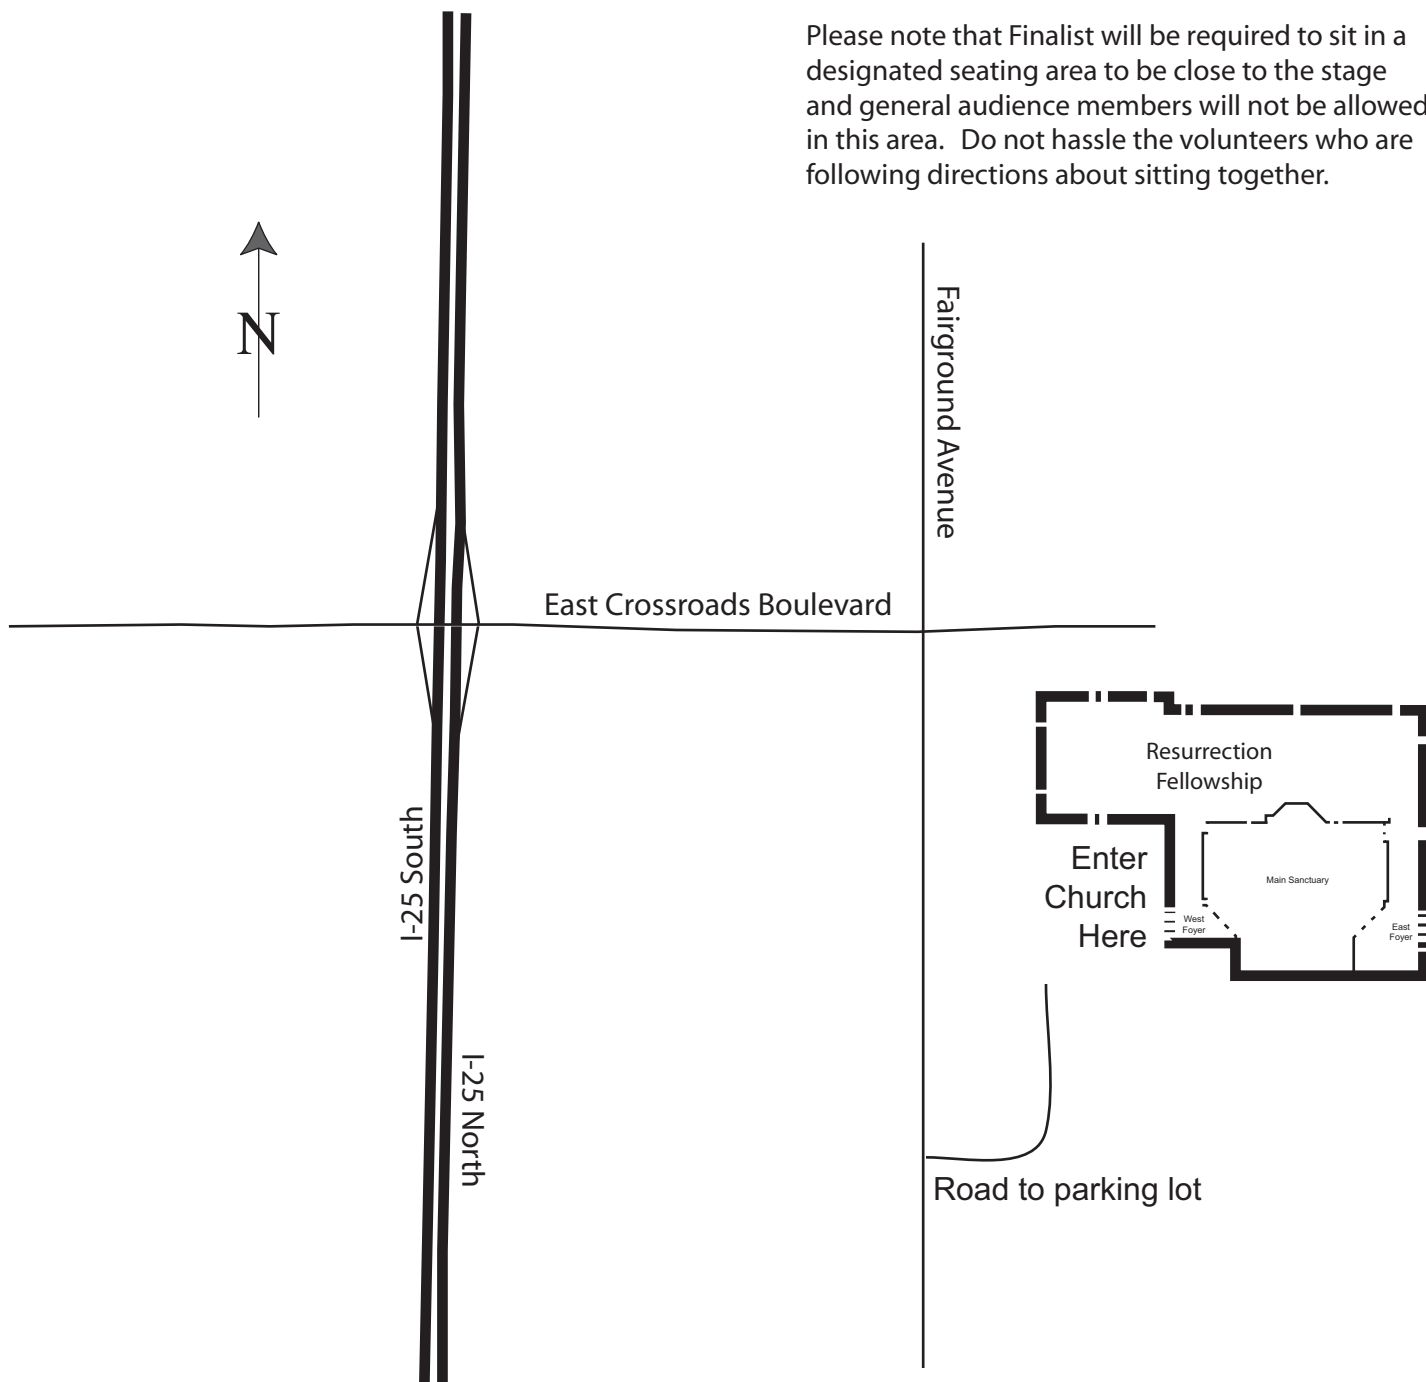 Please note that Finalist will be required to sit in a
designated seating area to be close to the stage
and general audience members will not be allowed
in this area.  Do not hassle the volunteers who are
following directions about sitting together.
N
Fairground Avenue
East Crossroads Boulevard
Resurrection
Fellowship
I-25 South
Enter
Church
Here
Main Sanctuary
West
Foyer
East
Foyer
I-25 North
Road to parking lot